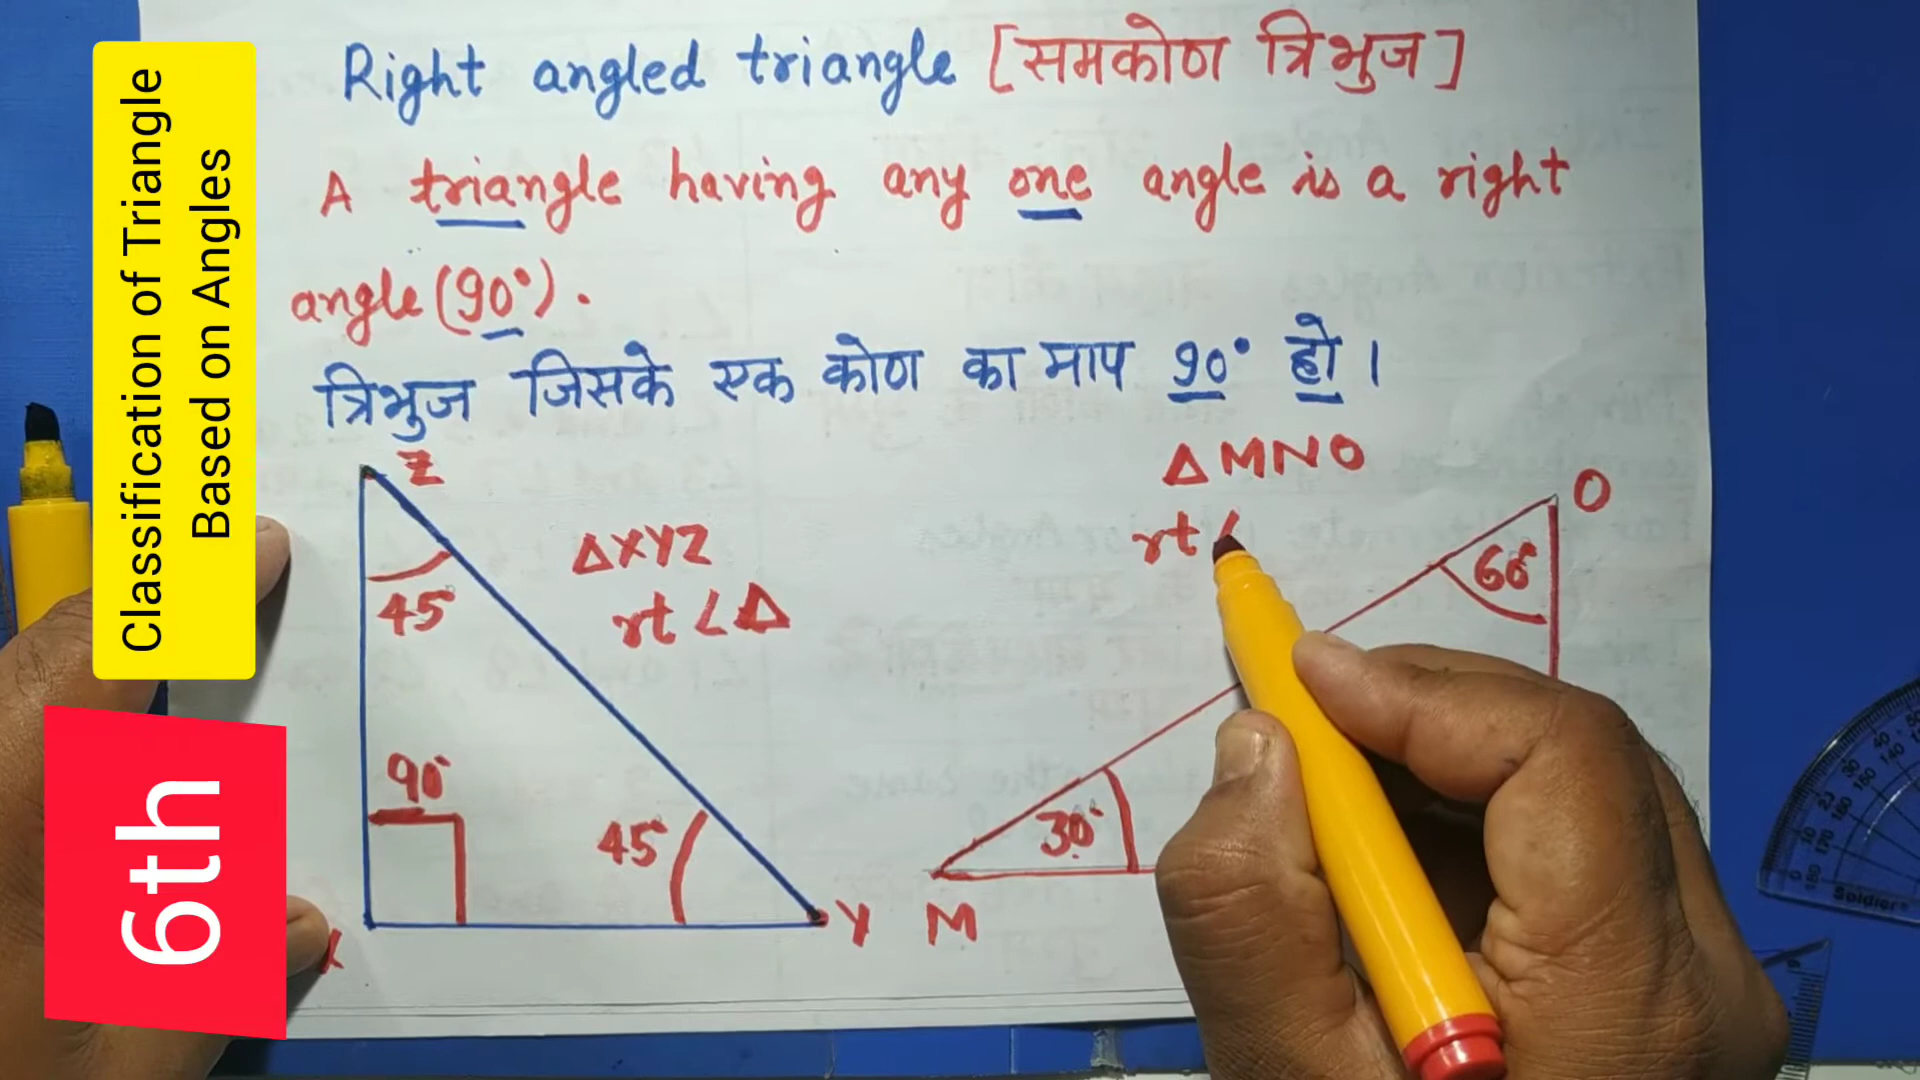 Classification of Triangle
Based on Angles
6th
Right angled triangle [समकोण त्रिभुज]
A triangle having any one angle is a right
angle (90°).
त्रिभुज जिसके एक कोण का माप 90° हो।
Z
45°
90°
45°
X
Y
ΔXYZ
rt ∠Δ
ΔMNO
rt ∠
O
60°
30°
M
Soldier